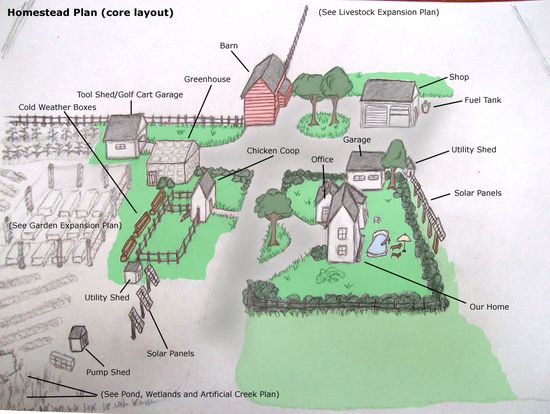 Homestead Plan (core layout)
(See Livestock Expansion Plan)
Barn
Greenhouse
Shop
Tool Shed/Golf Cart Garage
Fuel Tank
Cold Weather Boxes
Chicken Coop
Garage
Utility Shed
Office
Solar Panels
(See Garden Expansion Plan)
Utility Shed
Our Home
Solar Panels
Pump Shed
(See Pond, Wetlands and Artificial Creek Plan)